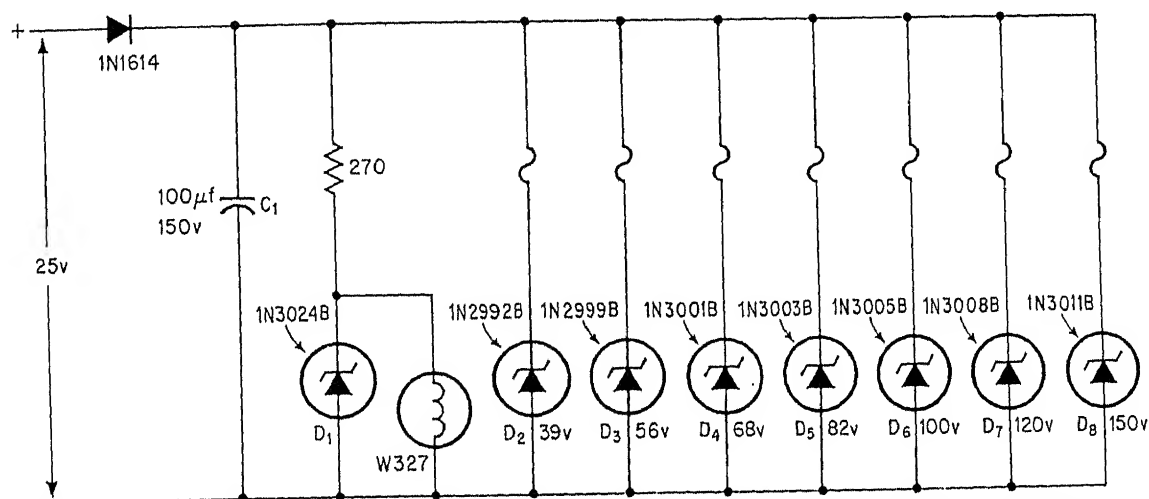 +
1N1614
270
100µf
150v
C1
25v
1N3024B
1N2992B
1N2999B
1N3001B
1N3003B
1N3005B
1N3008B
1N3011B
D1
W327
D2 39v
D3 56v
D4 68v
D5 82v
D6 100v
D7 120v
D8 150v